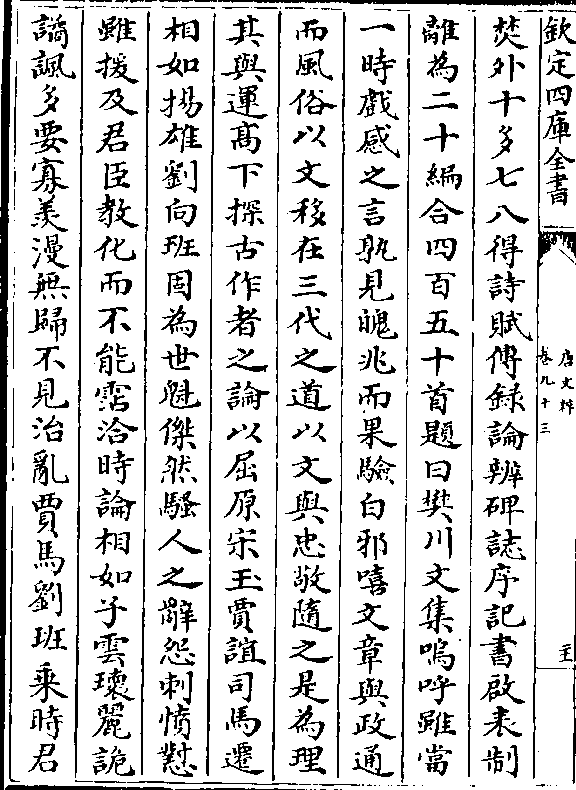 欽定四庫全書
唐文粹
卷九十三
焚外十多七八得詩賦傳録論辨碑誌序記書啟表制
離為二十編合四百五十首題曰樊川文集嗚呼雖當
一時戯感之言孰見魄兆而果驗白邪嘻文章與政通
而風俗以文移在三代之道以文與忠敬隨之是為理
其與運髙下探古作者之論以屈原宋玉賈誼司馬遷
相如揚雄劉向班固為世魁傑然騷人之辭怨刺憤懟
雖援及君臣教化而不能霑洽時論相如子雲瓌麗詭
譎諷多要寡羨漫無歸不見治亂賈馬劉班乘時君